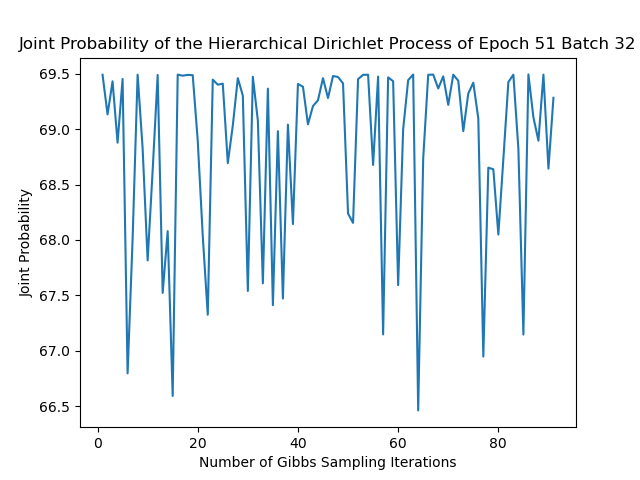 Joint Probability of the Hierarchical Dirichlet Process of Epoch 51 Batch 32
69.5
69.0
68.5
68.0
67.5
67.0
66.5
Joint Probability
0 20 40 60 80
Number of Gibbs Sampling Iterations